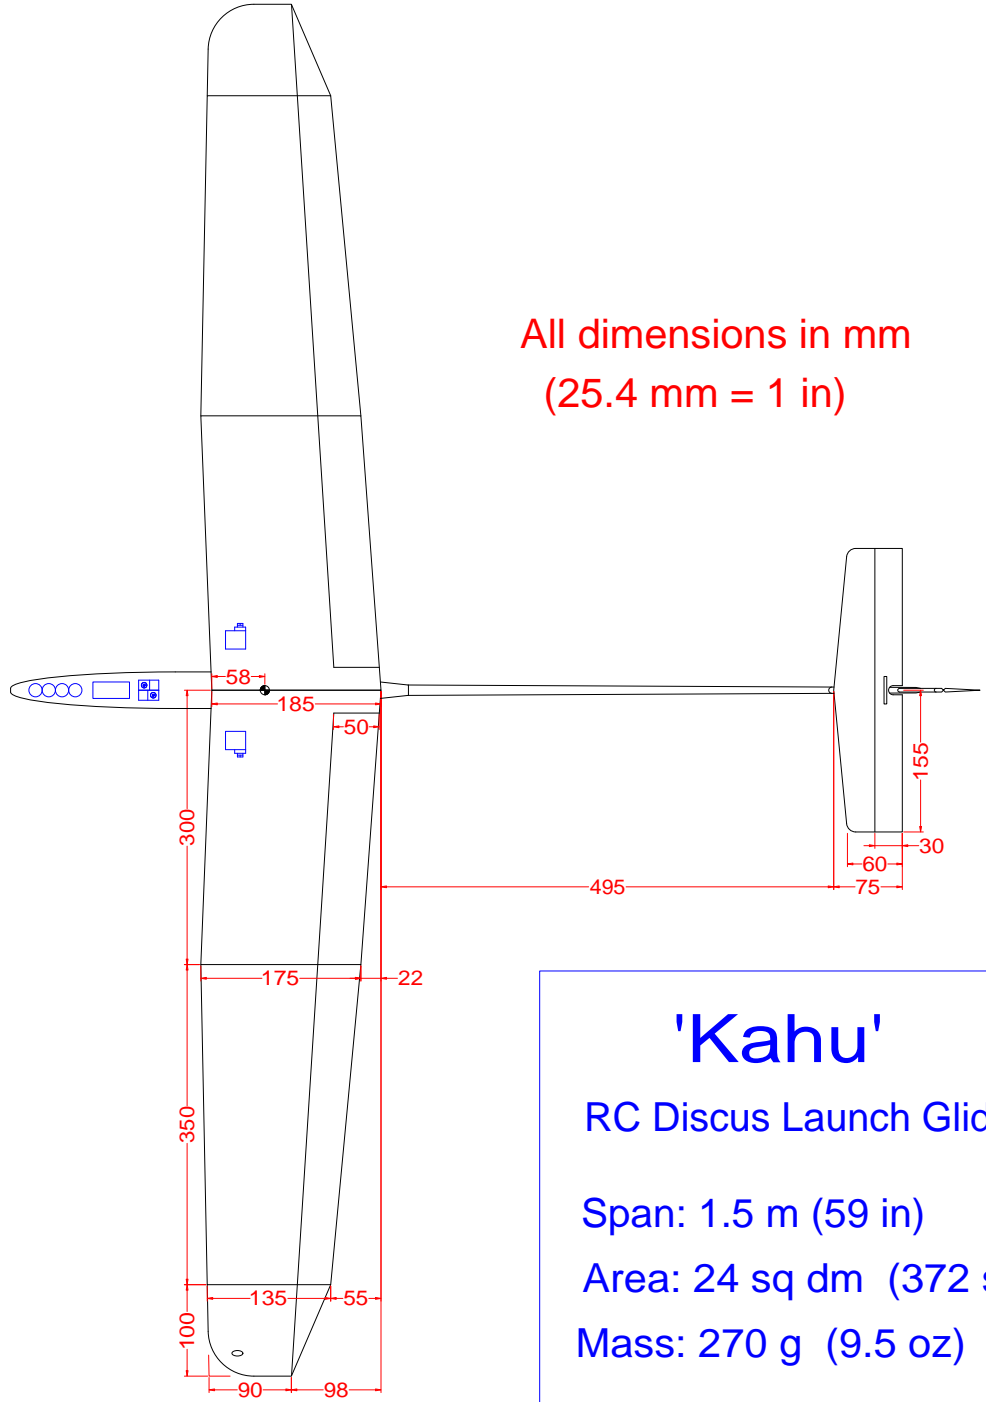 All dimensions in mm
(25.4 mm = 1 in)
58
185
50
300
155
30
60
495
75
175
22
'Kahu'
RC Discus Launch Glid
350
Span: 1.5 m (59 in)
Area: 24 sq dm (372 s
135
55
100
Mass: 270 g (9.5 oz)
90
98